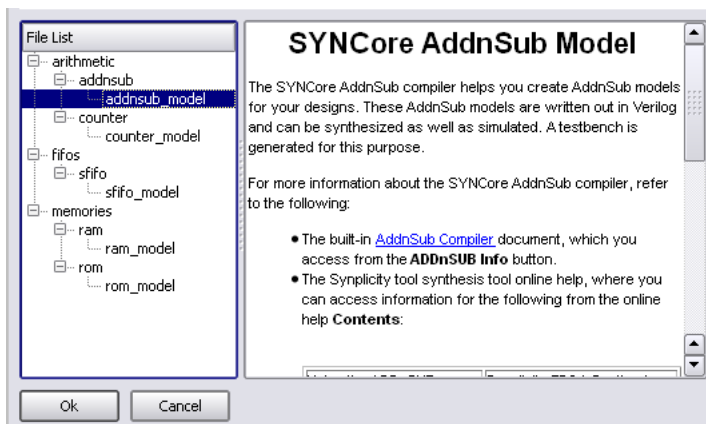 File List
arithmetic
addnsub
addnsub_model
counter
counter_model
fifos
sfifo
sfifo_model
memories
ram
ram_model
rom
rom_model
SYNCore AddnSub Model
The SYNCore AddnSub compiler helps you create AddnSub models
for your designs. These AddnSub models are written out in Verilog
and can be synthesized as well as simulated. A testbench is
generated for this purpose.
For more information about the SYNCore AddnSub compiler, refer
to the following:
The built-in AddnSub Compiler document, which you
access from the ADDnSUB Info button.
The Synplicity tool synthesis tool online help, where you
can access information for the following from the online
help Contents:
Ok
Cancel